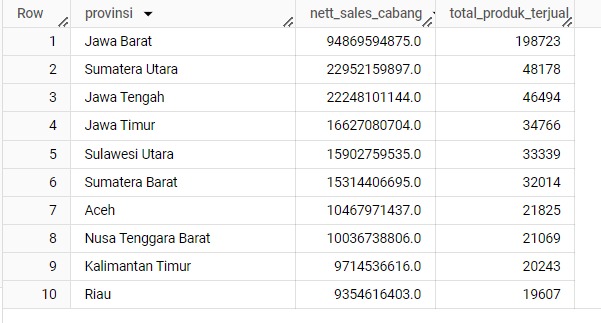 Row provinsi nett_sales_cabang total_produk_terjual
1 Jawa Barat 94869594875.0 198723
2 Sumatera Utara 22952159897.0 48178
3 Jawa Tengah 22248101144.0 46494
4 Jawa Timur 16627080704.0 34766
5 Sulawesi Utara 15902759535.0 33339
6 Sumatera Barat 15314406695.0 32014
7 Aceh 10467971437.0 21825
8 Nusa Tenggara Barat 10036738806.0 21069
9 Kalimantan Timur 9714536616.0 20243
10 Riau 9354616403.0 19607